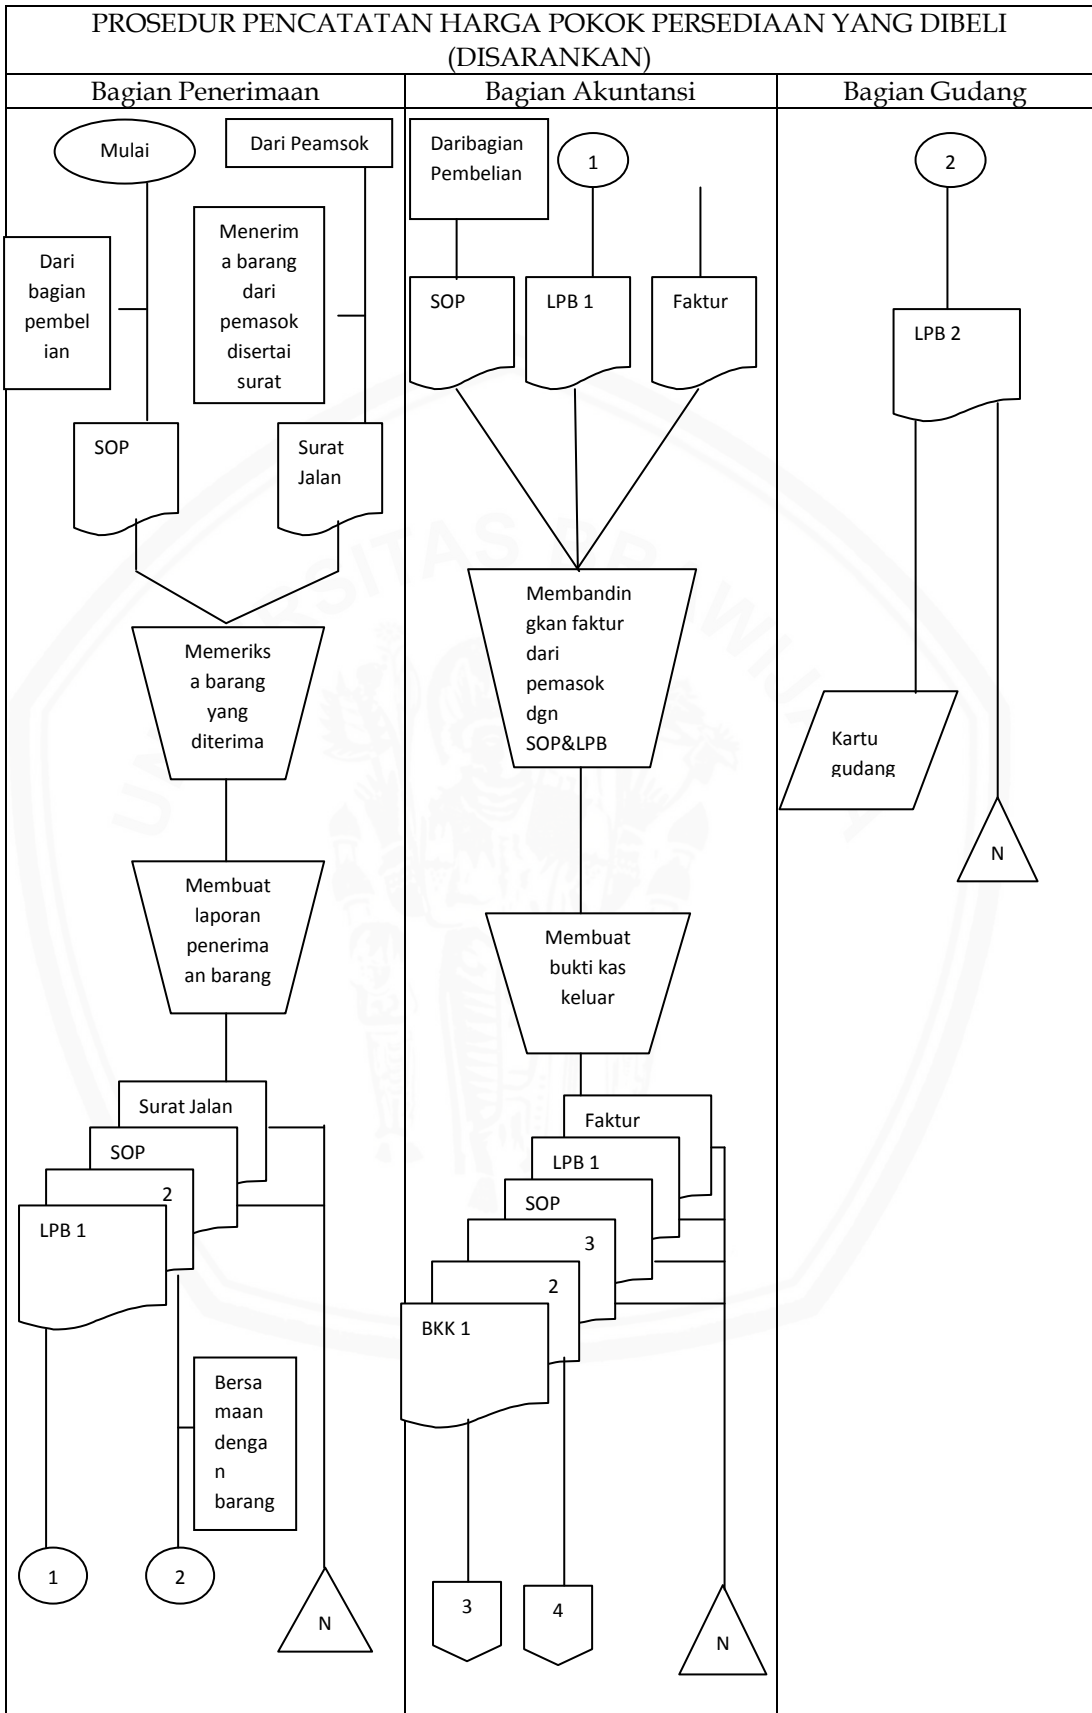 PROSEDUR PENCATATAN HARGA POKOK PERSEDIAAN YANG DIBELI
(DISARANKAN)
Bagian Penerimaan
Bagian Akuntansi
Bagian Gudang
Mulai
Dari Peamsok
Dari
bagian
pembel
ian
Menerim
a barang
dari
pemasok
disertai
surat
SOP
Surat
Jalan
Memeriks
a barang
yang
diterima
Membuat
laporan
penerima
an barang
Surat Jalan
SOP
2
LPB 1
Bersa
maan
denga
n
barang
1
2
N
Daribagian
Pembelian
1
SOP
LPB 1
Faktur
Membandin
gkan faktur
dari
pemasok
dgn
SOP&LPB
Membuat
bukti kas
keluar
Faktur
LPB 1
SOP
3
2
BKK 1
3
4
N
2
LPB 2
Kartu
gudang
N
UNIVERSITAS BRAWIJAYA